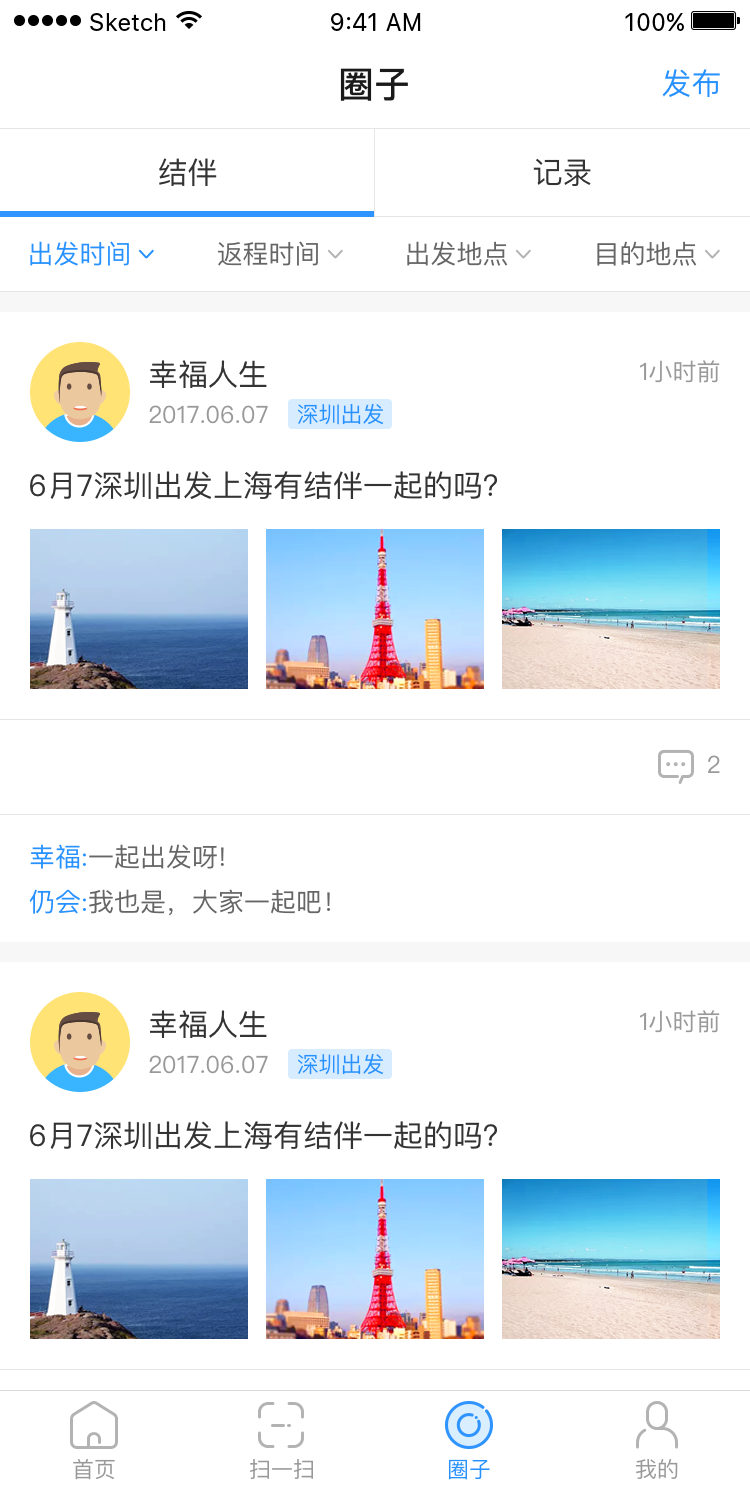 Sketch 9:41 AM 100%
圈子 发布
结伴 记录
出发时间 返程时间 出发地点 目的地点
幸福人生 1小时前
2017.06.07 深圳出发
6月7深圳出发上海有结伴一起的吗?
2
幸福:一起出发呀!
仍会:我也是，大家一起吧!
幸福人生 1小时前
2017.06.07 深圳出发
6月7深圳出发上海有结伴一起的吗?
首页 扫一扫 圈子 我的